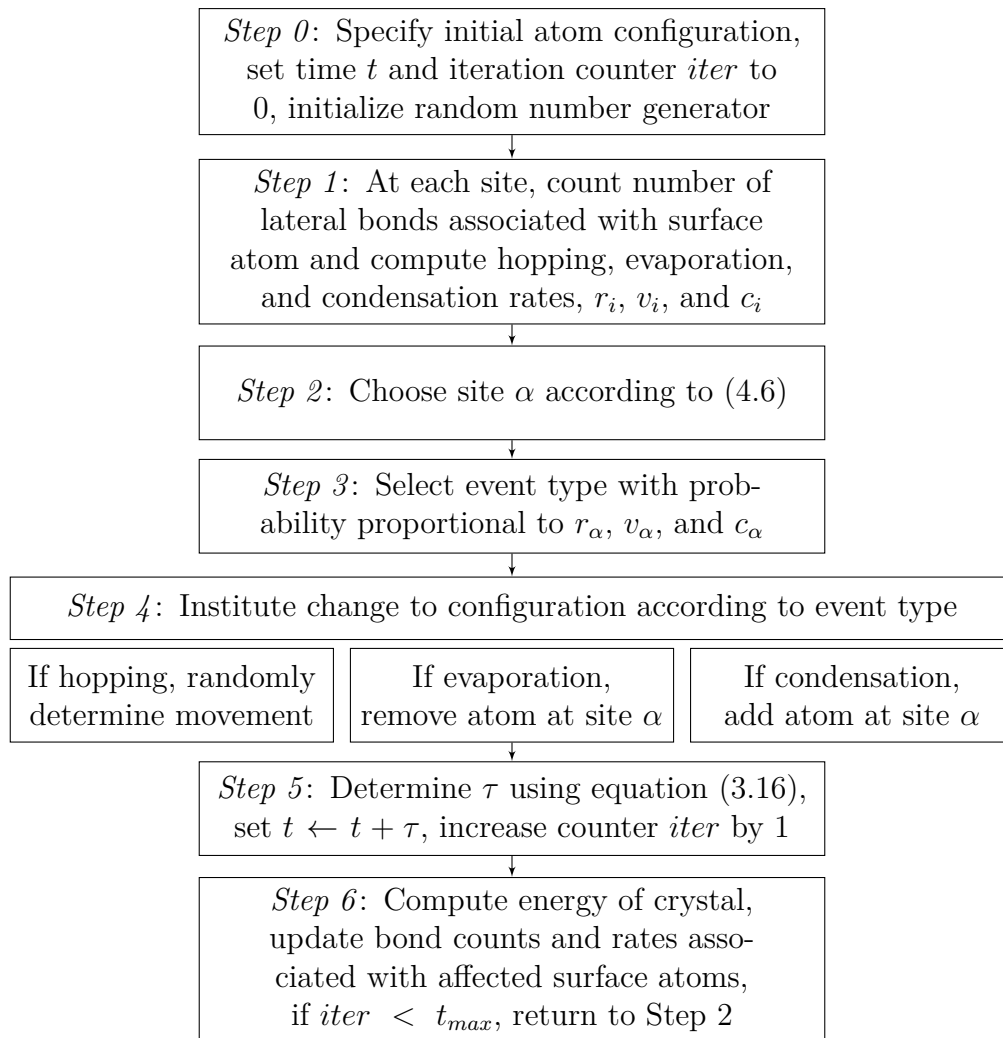 Step 0: Specify initial atom configuration,
set time t and iteration counter iter to
0, initialize random number generator
Step 1: At each site, count number of
lateral bonds associated with surface
atom and compute hopping, evaporation,
and condensation rates, r_i, v_i, and c_i
Step 2: Choose site α according to (4.6)
Step 3: Select event type with prob-
ability proportional to r_α, v_α, and c_α
Step 4: Institute change to configuration according to event type
If hopping, randomly
determine movement
If evaporation,
remove atom at site α
If condensation,
add atom at site α
Step 5: Determine τ using equation (3.16),
set t ← t + τ, increase counter iter by 1
Step 6: Compute energy of crystal,
update bond counts and rates asso-
ciated with affected surface atoms,
if iter < t_max, return to Step 2